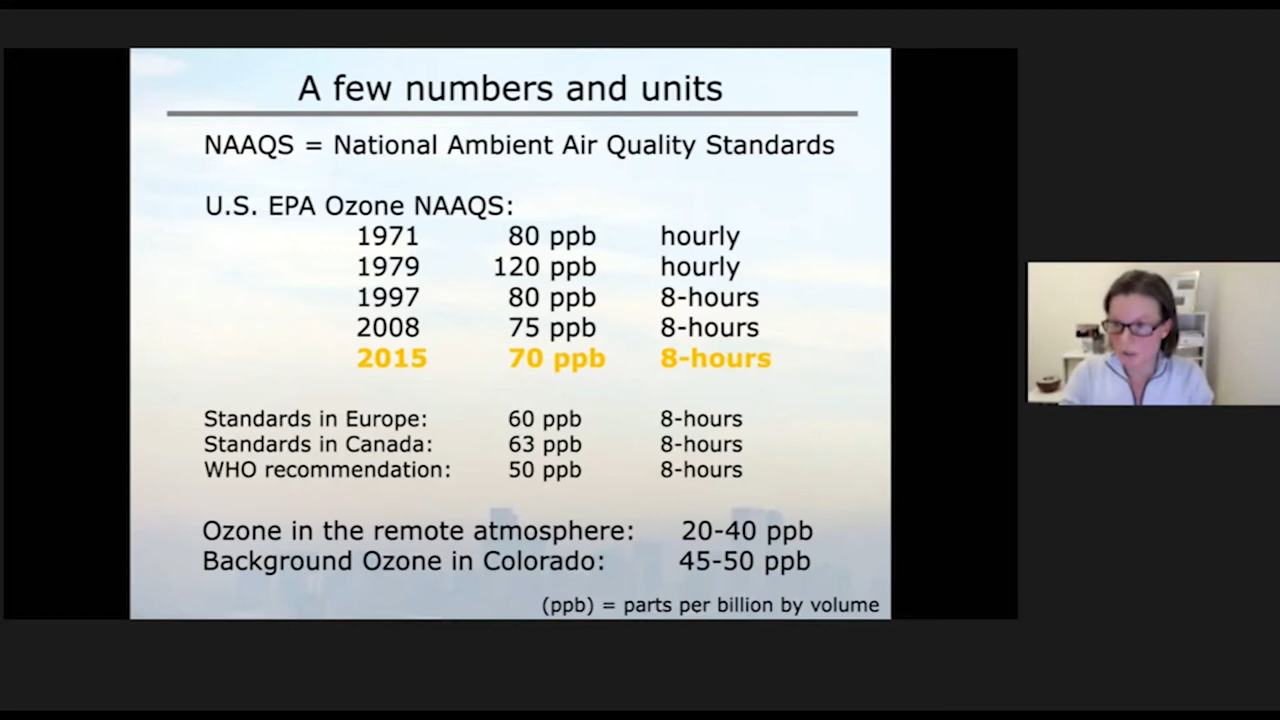 A few numbers and units
NAAQS = National Ambient Air Quality Standards
U.S. EPA Ozone NAAQS:
1971 80 ppb hourly
1979 120 ppb hourly
1997 80 ppb 8-hours
2008 75 ppb 8-hours
2015 70 ppb 8-hours
Standards in Europe: 60 ppb 8-hours
Standards in Canada: 63 ppb 8-hours
WHO recommendation: 50 ppb 8-hours
Ozone in the remote atmosphere: 20-40 ppb
Background Ozone in Colorado: 45-50 ppb
(ppb) = parts per billion by volume